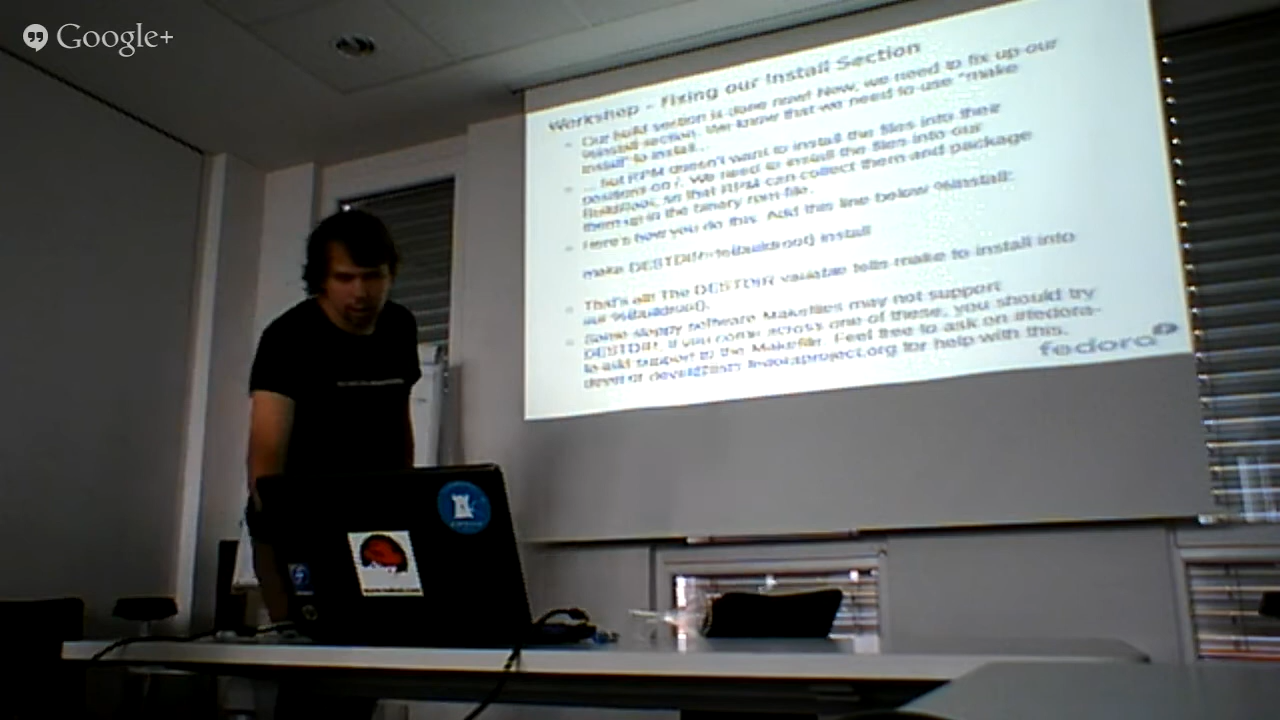 Google+
Workshop - Fixing our Install Section
Our build section is done now! Now, we need to fix up our
%install section. We know that we need to use "make
install" to install...
... but RPM doesn't want to install the files into their
positions on /. We need to install the files into our
BuildRoot, so that RPM can collect them and package
them up in the binary rpm file.
Here's how you do this. Add this line below %install:
make DESTDIR=%{buildroot} install
That's all! The DESTDIR variable tells make to install into
our %{buildroot}.
Some sloppy software Makefiles may not support
DESTDIR. If you come across one of these, you should try
to add support to the Makefile. Feel free to ask on #fedora-
devel or fedoraproject.org for help with this.
fedora